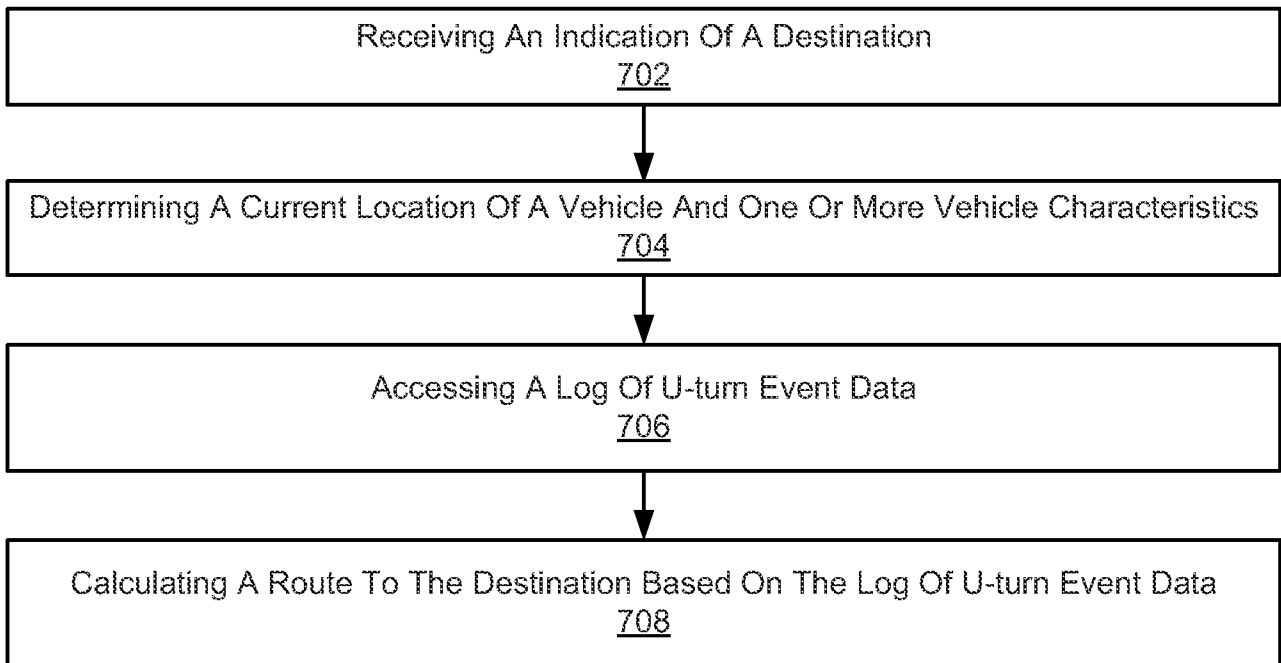 Receiving An Indication Of A Destination
702
Determining A Current Location Of A Vehicle And One Or More Vehicle Characteristics
704
Accessing A Log Of U-turn Event Data
706
Calculating A Route To The Destination Based On The Log Of U-turn Event Data
708